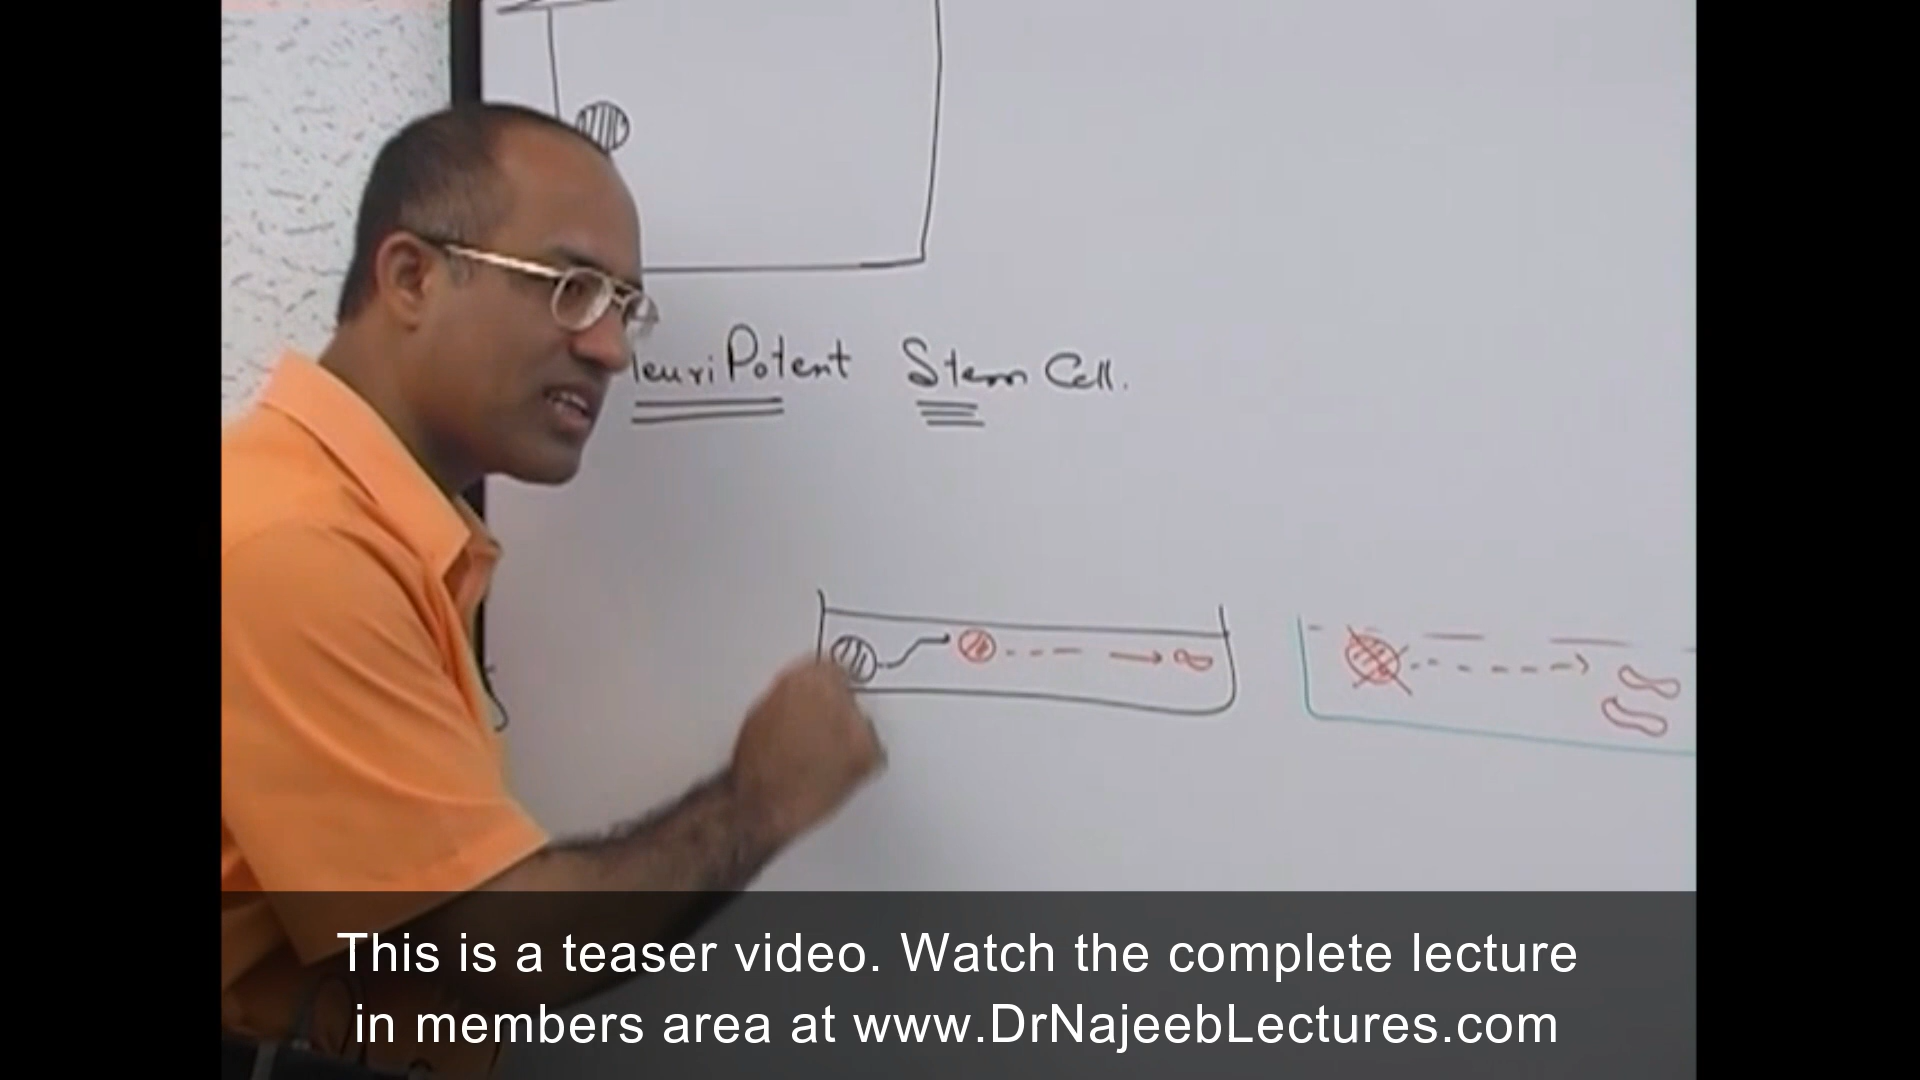 leuriPotent Stem Cell.
This is a teaser video. Watch the complete lecture
in members area at www.DrNajeebLectures.com